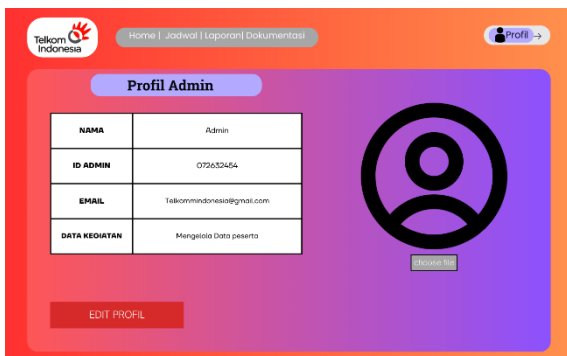 Telkom
Indonesia
Home | Jadwal | Laporan| Dokumentasi
Profil →
Profil Admin
NAMA Admin
ID ADMIN 072632454
EMAIL Telkommindonesia@gmail.com
DATA KEGIATAN Mengelola Data peserta
choose file
EDIT PROFIL